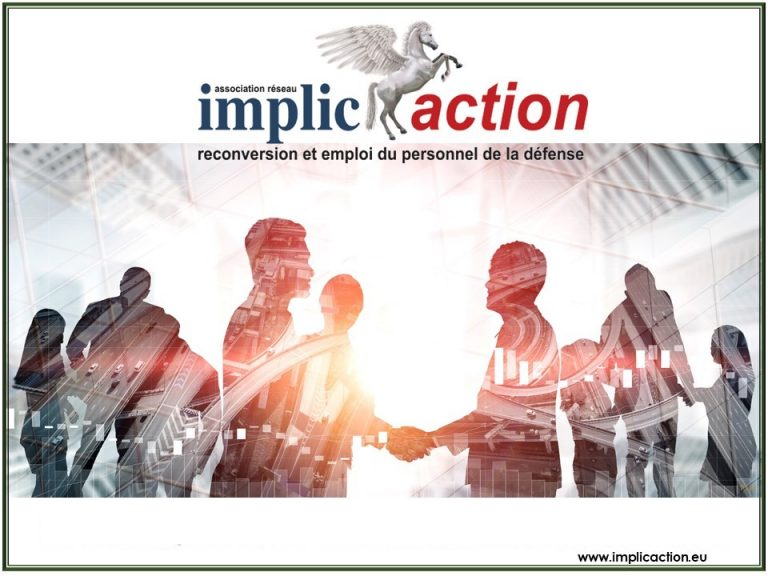 association réseau
implic action
reconversion et emploi du personnel de la défense
www.implicaction.eu